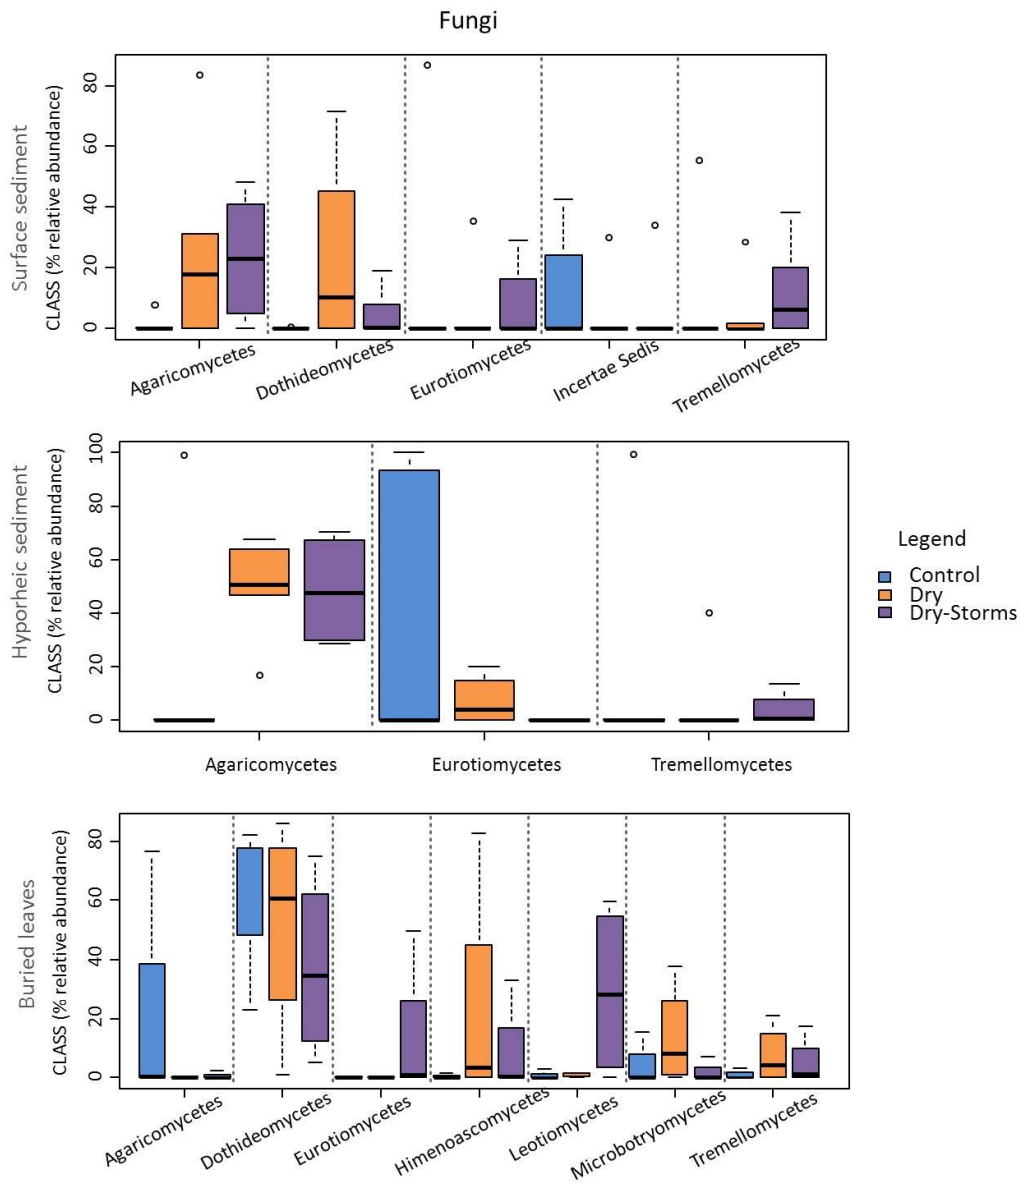 Fungi
Surface sediment
CLASS (% relative abundance)
80
60
40
20
0
Agaricomycetes
Dothideomycetes
Eurotiomycetes
Incertae Sedis
Tremellomycetes
Hyporheic sediment
CLASS (% relative abundance)
100
80
60
40
20
0
Agaricomycetes
Eurotiomycetes
Tremellomycetes
Legend
Control
Dry
Dry-Storms
Buried leaves
CLASS (% relative abundance)
80
60
40
20
0
Agaricomycetes
Dothideomycetes
Eurotiomycetes
Himenoascomycetes
Leotiomycetes
Microbotryomycetes
Tremellomycetes